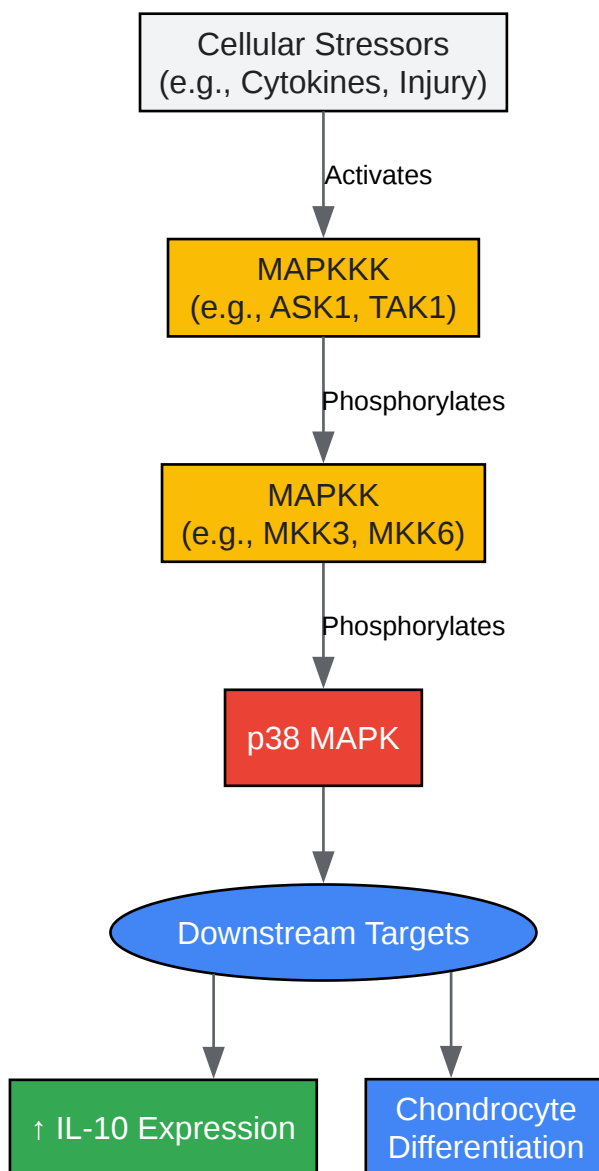 Cellular Stressors
(e.g., Cytokines, Injury)
Activates
MAPKKK
(e.g., ASK1, TAK1)
Phosphorylates
MAPKK
(e.g., MKK3, MKK6)
Phosphorylates
p38 MAPK
Downstream Targets
↑ IL-10 Expression
Chondrocyte
Differentiation